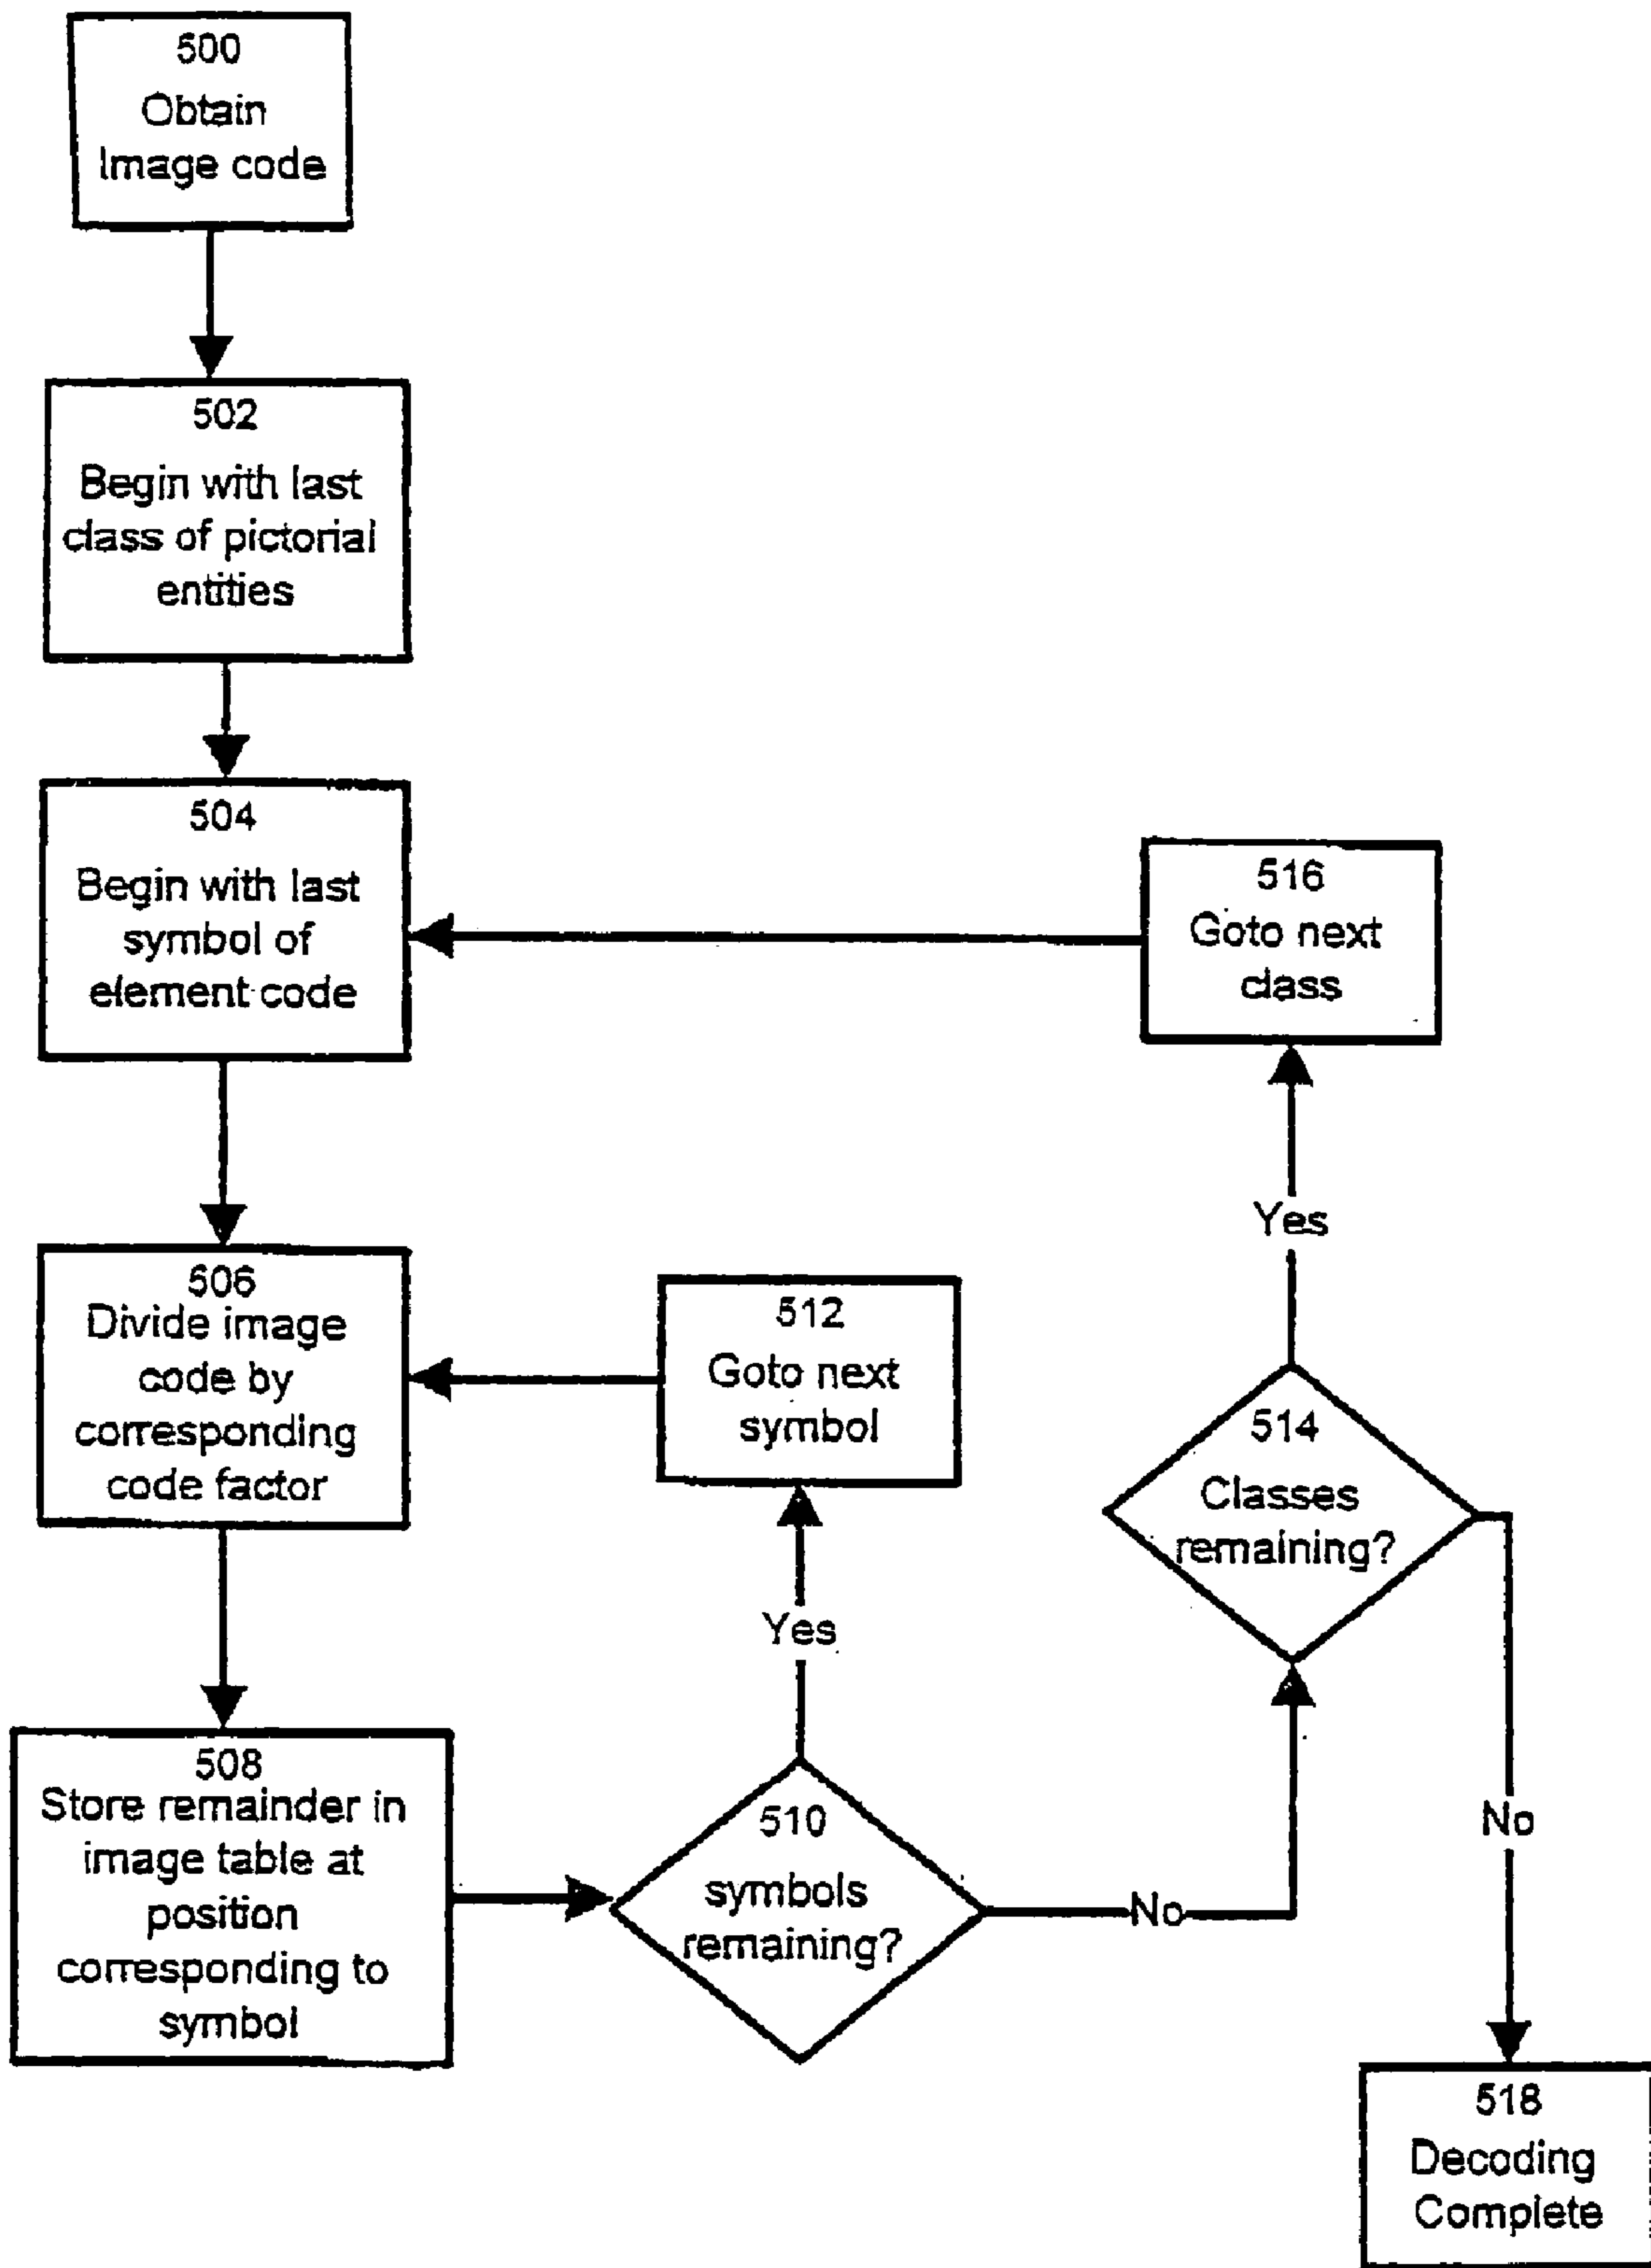 500
Obtain
Image code
502
Begin with last
class of pictorial
entities
504
Begin with last
symbol of
element code
516
Goto next
class
Yes
506
Divide image
code by
corresponding
code factor
512
Goto next
symbol
514
Classes
remaining?
Yes
508
Store remainder in
image table at
position
corresponding to
symbol
510
symbols
remaining?
No
No
518
Decoding
Complete